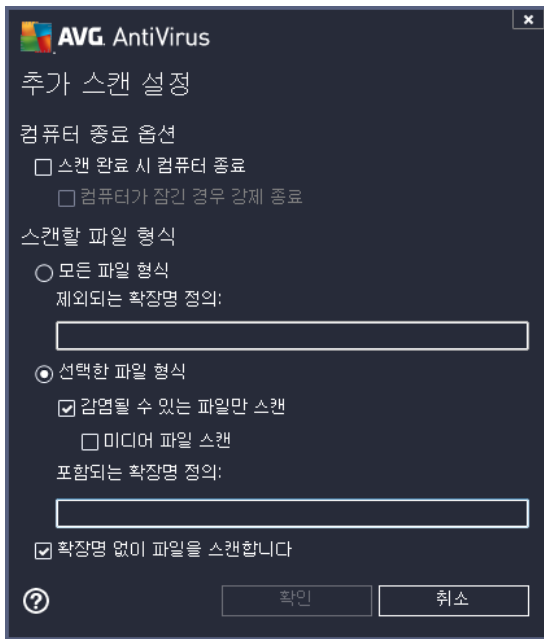 AVG AntiVirus
추가 스캔 설정
컴퓨터 종료 옵션
스캔 완료 시 컴퓨터 종료
컴퓨터가 잠긴 경우 강제 종료
스캔할 파일 형식
모든 파일 형식
제외되는 확장명 정의:
선택한 파일 형식
감염될 수 있는 파일만 스캔
미디어 파일 스캔
포함되는 확장명 정의:
확장명 없이 파일을 스캔합니다
확인 취소